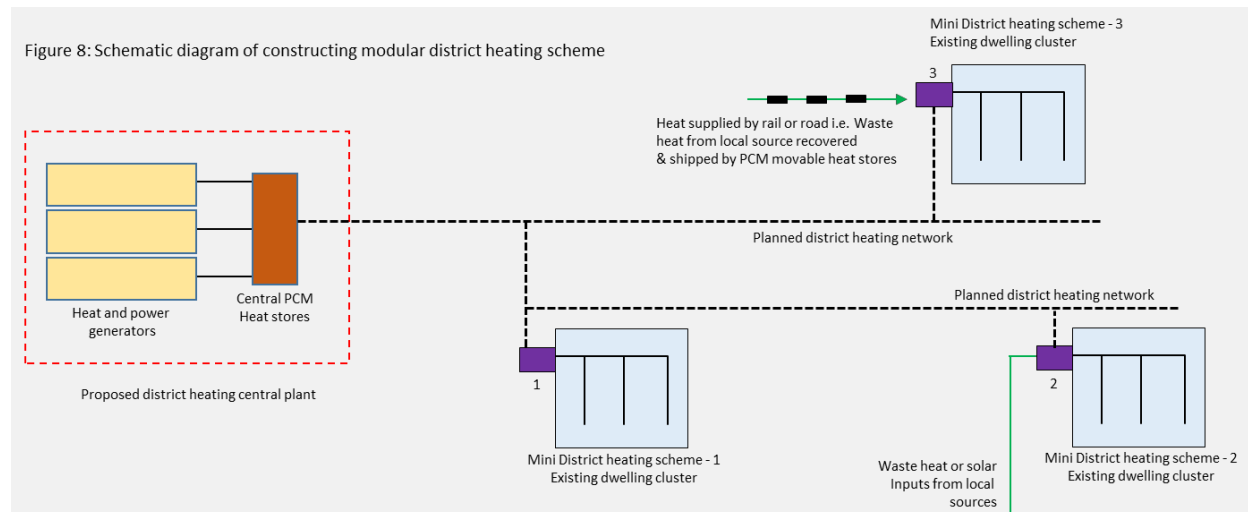 Figure 8: Schematic diagram of constructing modular district heating scheme
Mini District heating scheme - 3
Existing dwelling cluster
3
Heat supplied by rail or road i.e. Waste
heat from local source recovered
& shipped by PCM movable heat stores
Planned district heating network
Heat and power
generators
Central PCM
Heat stores
Proposed district heating central plant
Planned district heating network
1
Mini District heating scheme - 1
Existing dwelling cluster
2
Mini District heating scheme - 2
Existing dwelling cluster
Waste heat or solar
Inputs from local
sources